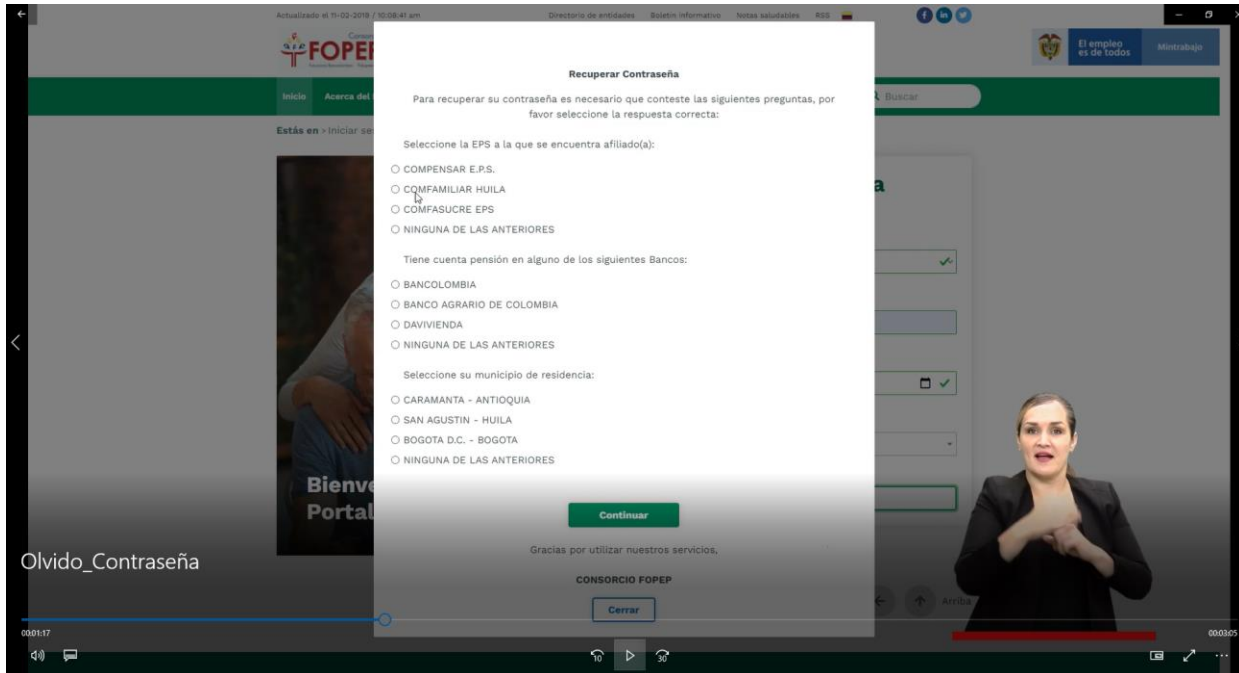 Actualizado el 11-02-2019 / 10:08:41 am
Directorio de entidades Boletín informativo Notas saludables RSS
El empleo
es de todos
Mintrabajo
FOPEP
Inicio Acerca del
Buscar
Estás en > Iniciar se
Recuperar Contraseña
Para recuperar su contraseña es necesario que conteste las siguientes preguntas, por
favor seleccione la respuesta correcta:
Seleccione la EPS a la que se encuentra afiliado(a):
COMPENSAR E.P.S.
COMFAMILIAR HUILA
COMFASUCRE EPS
NINGUNA DE LAS ANTERIORES
Tiene cuenta pensión en alguno de los siguientes Bancos:
BANCOLOMBIA
BANCO AGRARIO DE COLOMBIA
DAVIVIENDA
NINGUNA DE LAS ANTERIORES
Seleccione su municipio de residencia:
CARAMANTA - ANTIOQUIA
SAN AGUSTIN - HUILA
BOGOTA D.C. - BOGOTA
NINGUNA DE LAS ANTERIORES
Bienve
Portal
Continuar
Gracias por utilizar nuestros servicios,
CONSORCIO FOPEP
Cerrar
Arriba
Olvido_Contraseña
00:01:17
00:03:05
10
30